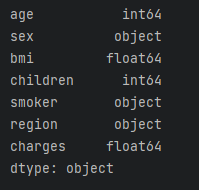 age int64
sex object
bmi float64
children int64
smoker object
region object
charges float64
dtype: object